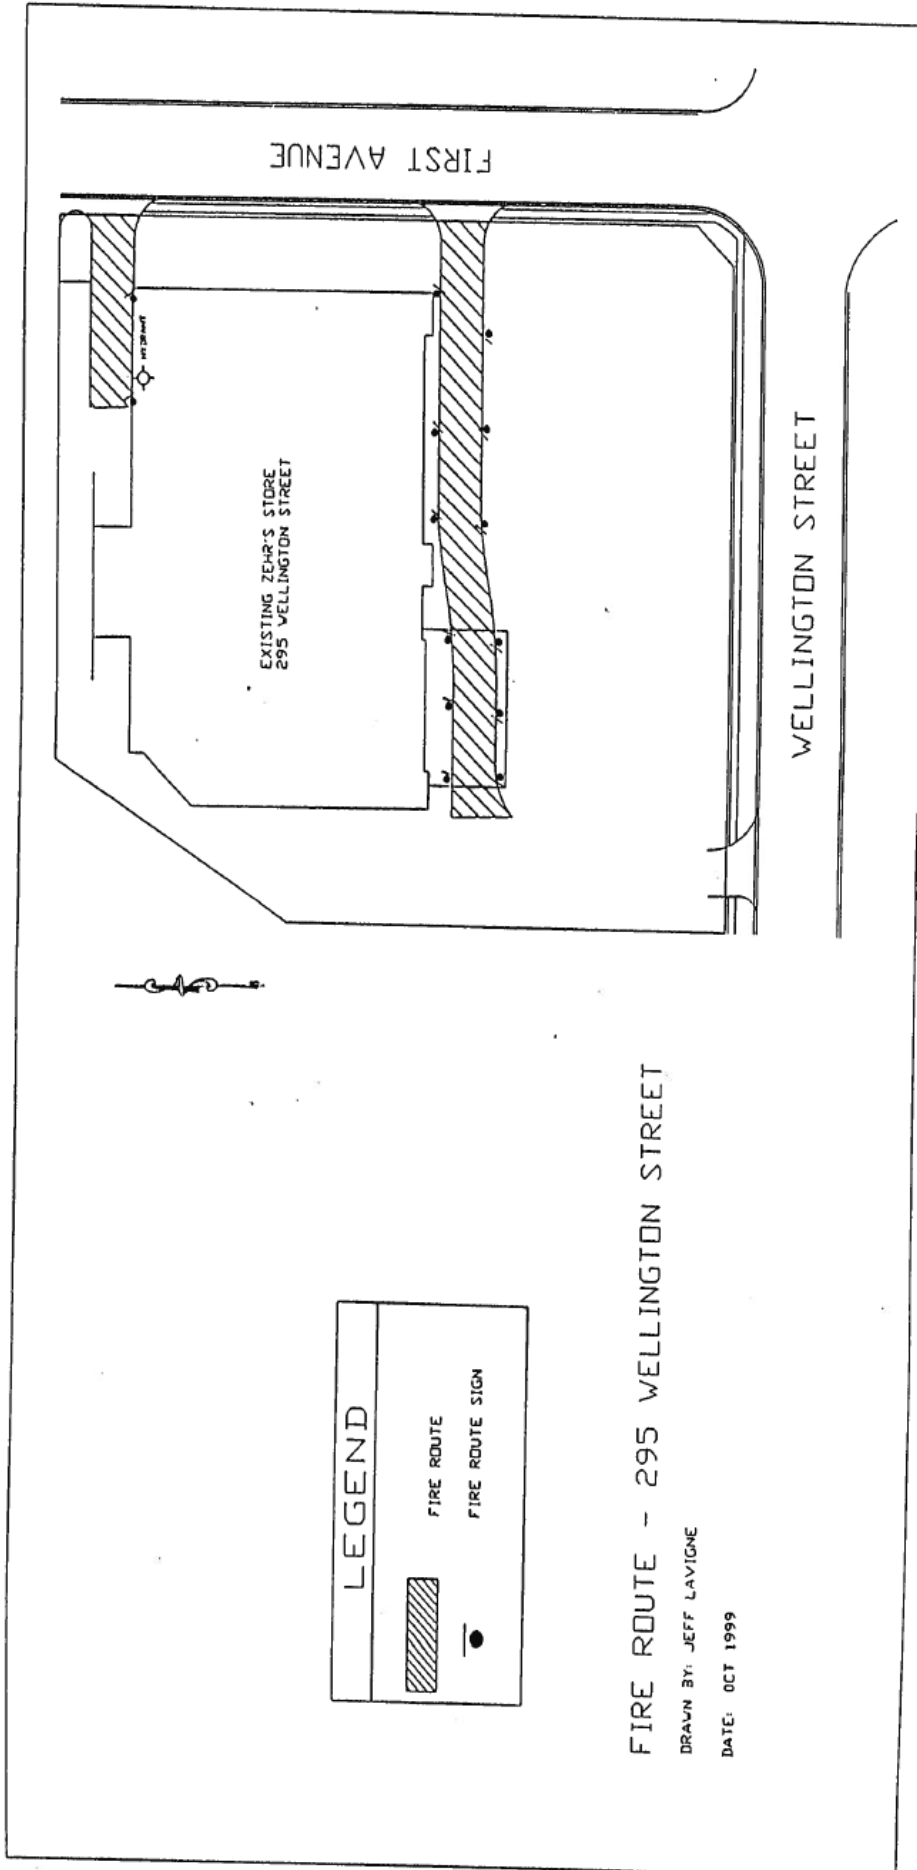 FIRST AVENUE
HYDRANT
EXISTING ZEHR'S STORE
295 WELLINGTON STREET
WELLINGTON STREET
LEGEND
FIRE ROUTE
FIRE ROUTE SIGN
FIRE ROUTE - 295 WELLINGTON STREET
DRAWN BY: JEFF LAVIGNE
DATE: OCT 1999